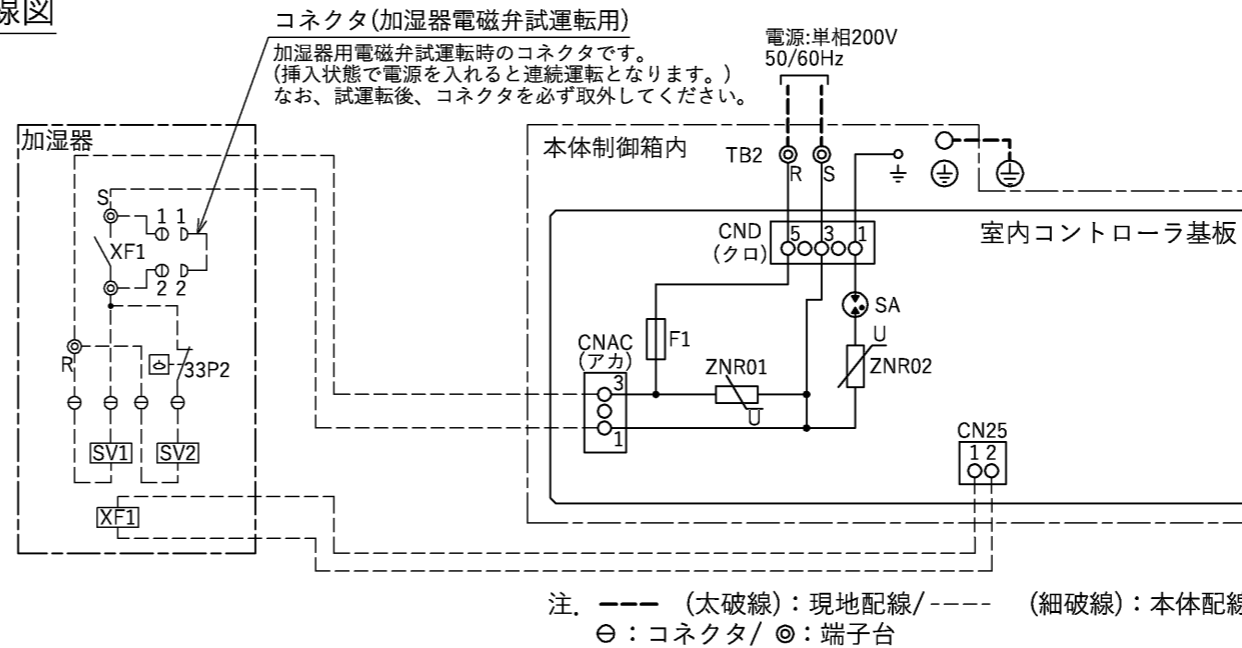 線図
コネクタ(加湿器電磁弁試運転用)
加湿器用電磁弁試運転時のコネクタです。
(挿入状態で電源を入れると連続運転となります。)
なお、試運転後、コネクタを必ず取外してください。
電源:単相200V
50/60Hz
加湿器
本体制御箱内
TB2
R
S
室内コントローラ基板
CND
(クロ)
5
3
1
SA
U
ZNR02
F1
CNAC
(アカ)
3
1
ZNR01
U
CN25
1 2
S
1 1
XF1
2 2
R
33P2
SV1
SV2
XF1
注. (太破線):現地配線/ (細破線):本体配線
:コネクタ/ :端子台